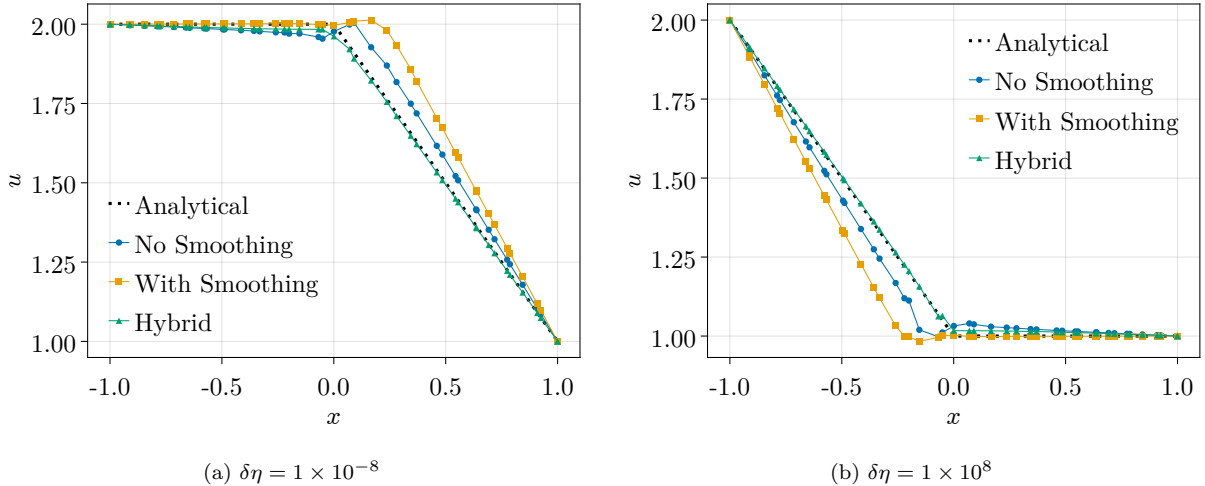 2.00
1.75
1.50
1.25
1.00
u
Analytical
No Smoothing
With Smoothing
Hybrid
-1.0 -0.5 0.0 0.5 1.0
x
(a) δη = 1 × 10⁻⁸
2.00
1.75
1.50
1.25
1.00
u
Analytical
No Smoothing
With Smoothing
Hybrid
-1.0 -0.5 0.0 0.5 1.0
x
(b) δη = 1 × 10⁸